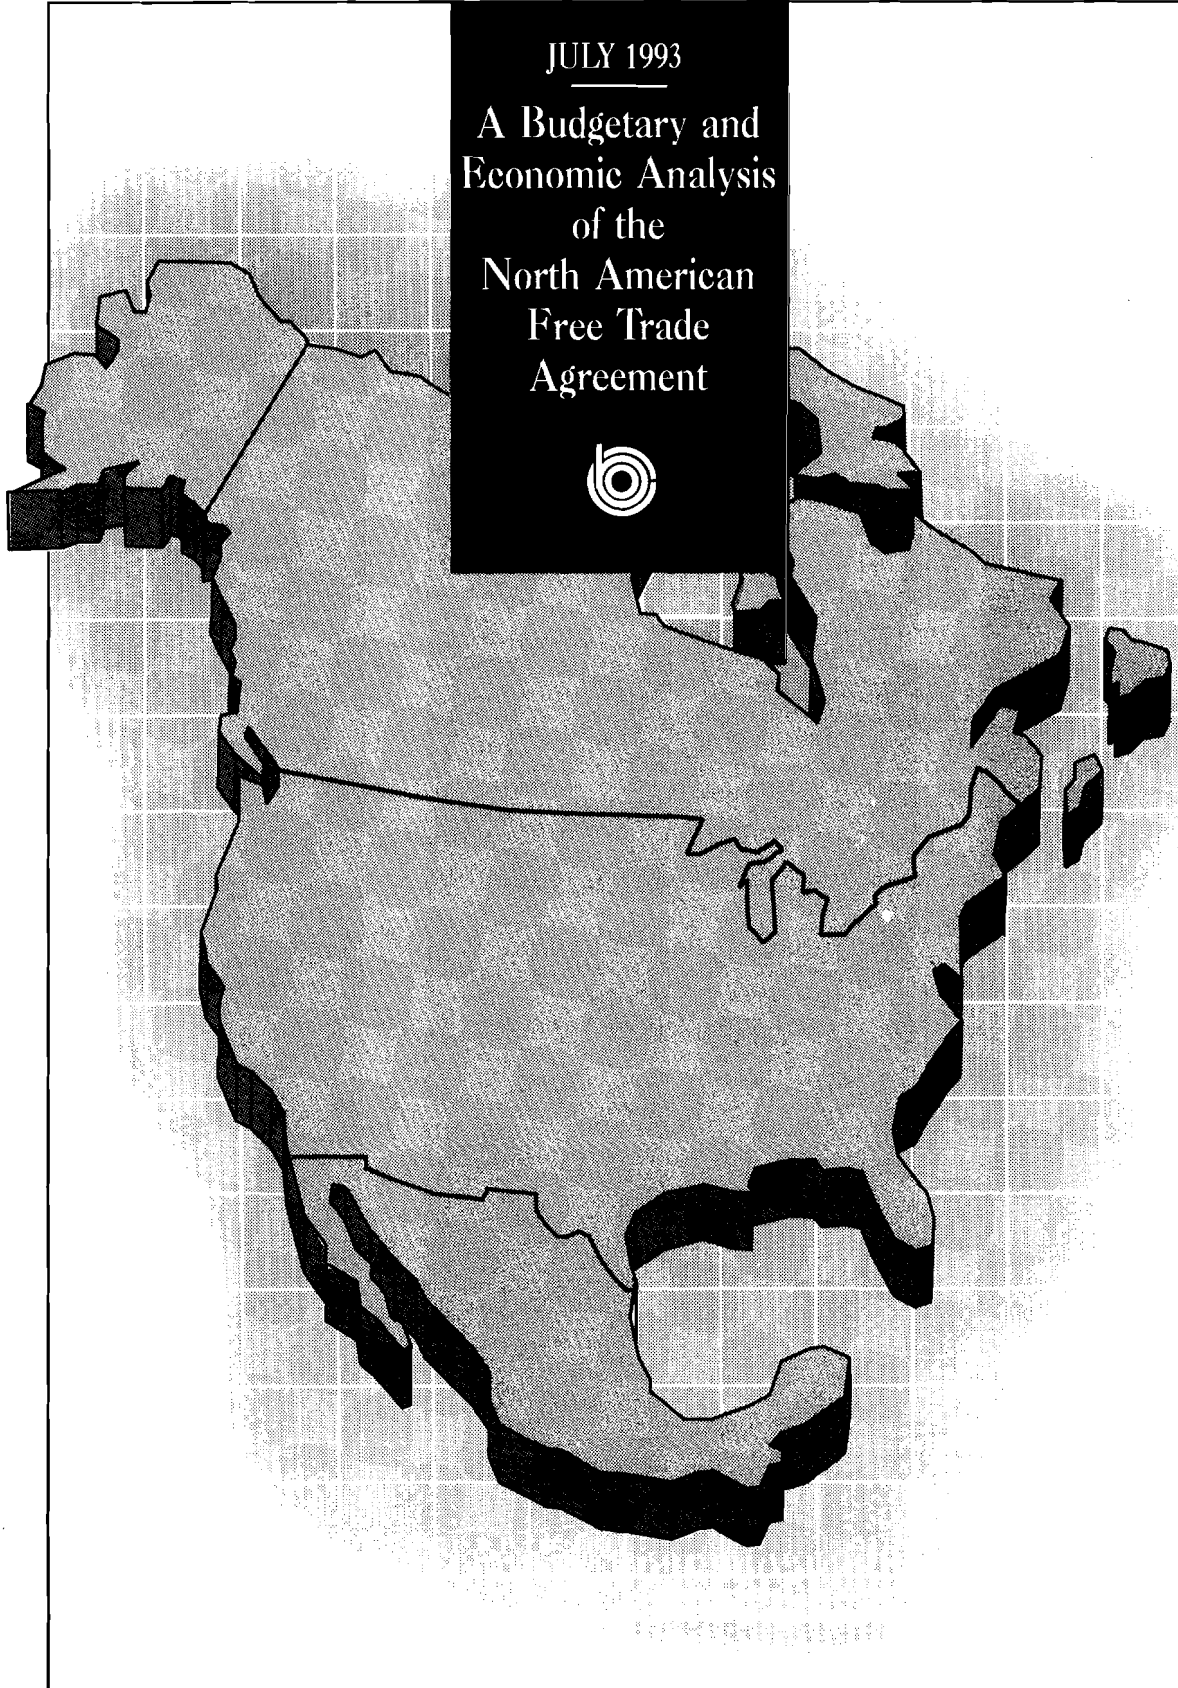 JULY 1993
A Budgetary and
Economic Analysis
of the
North American
Free Trade
Agreement